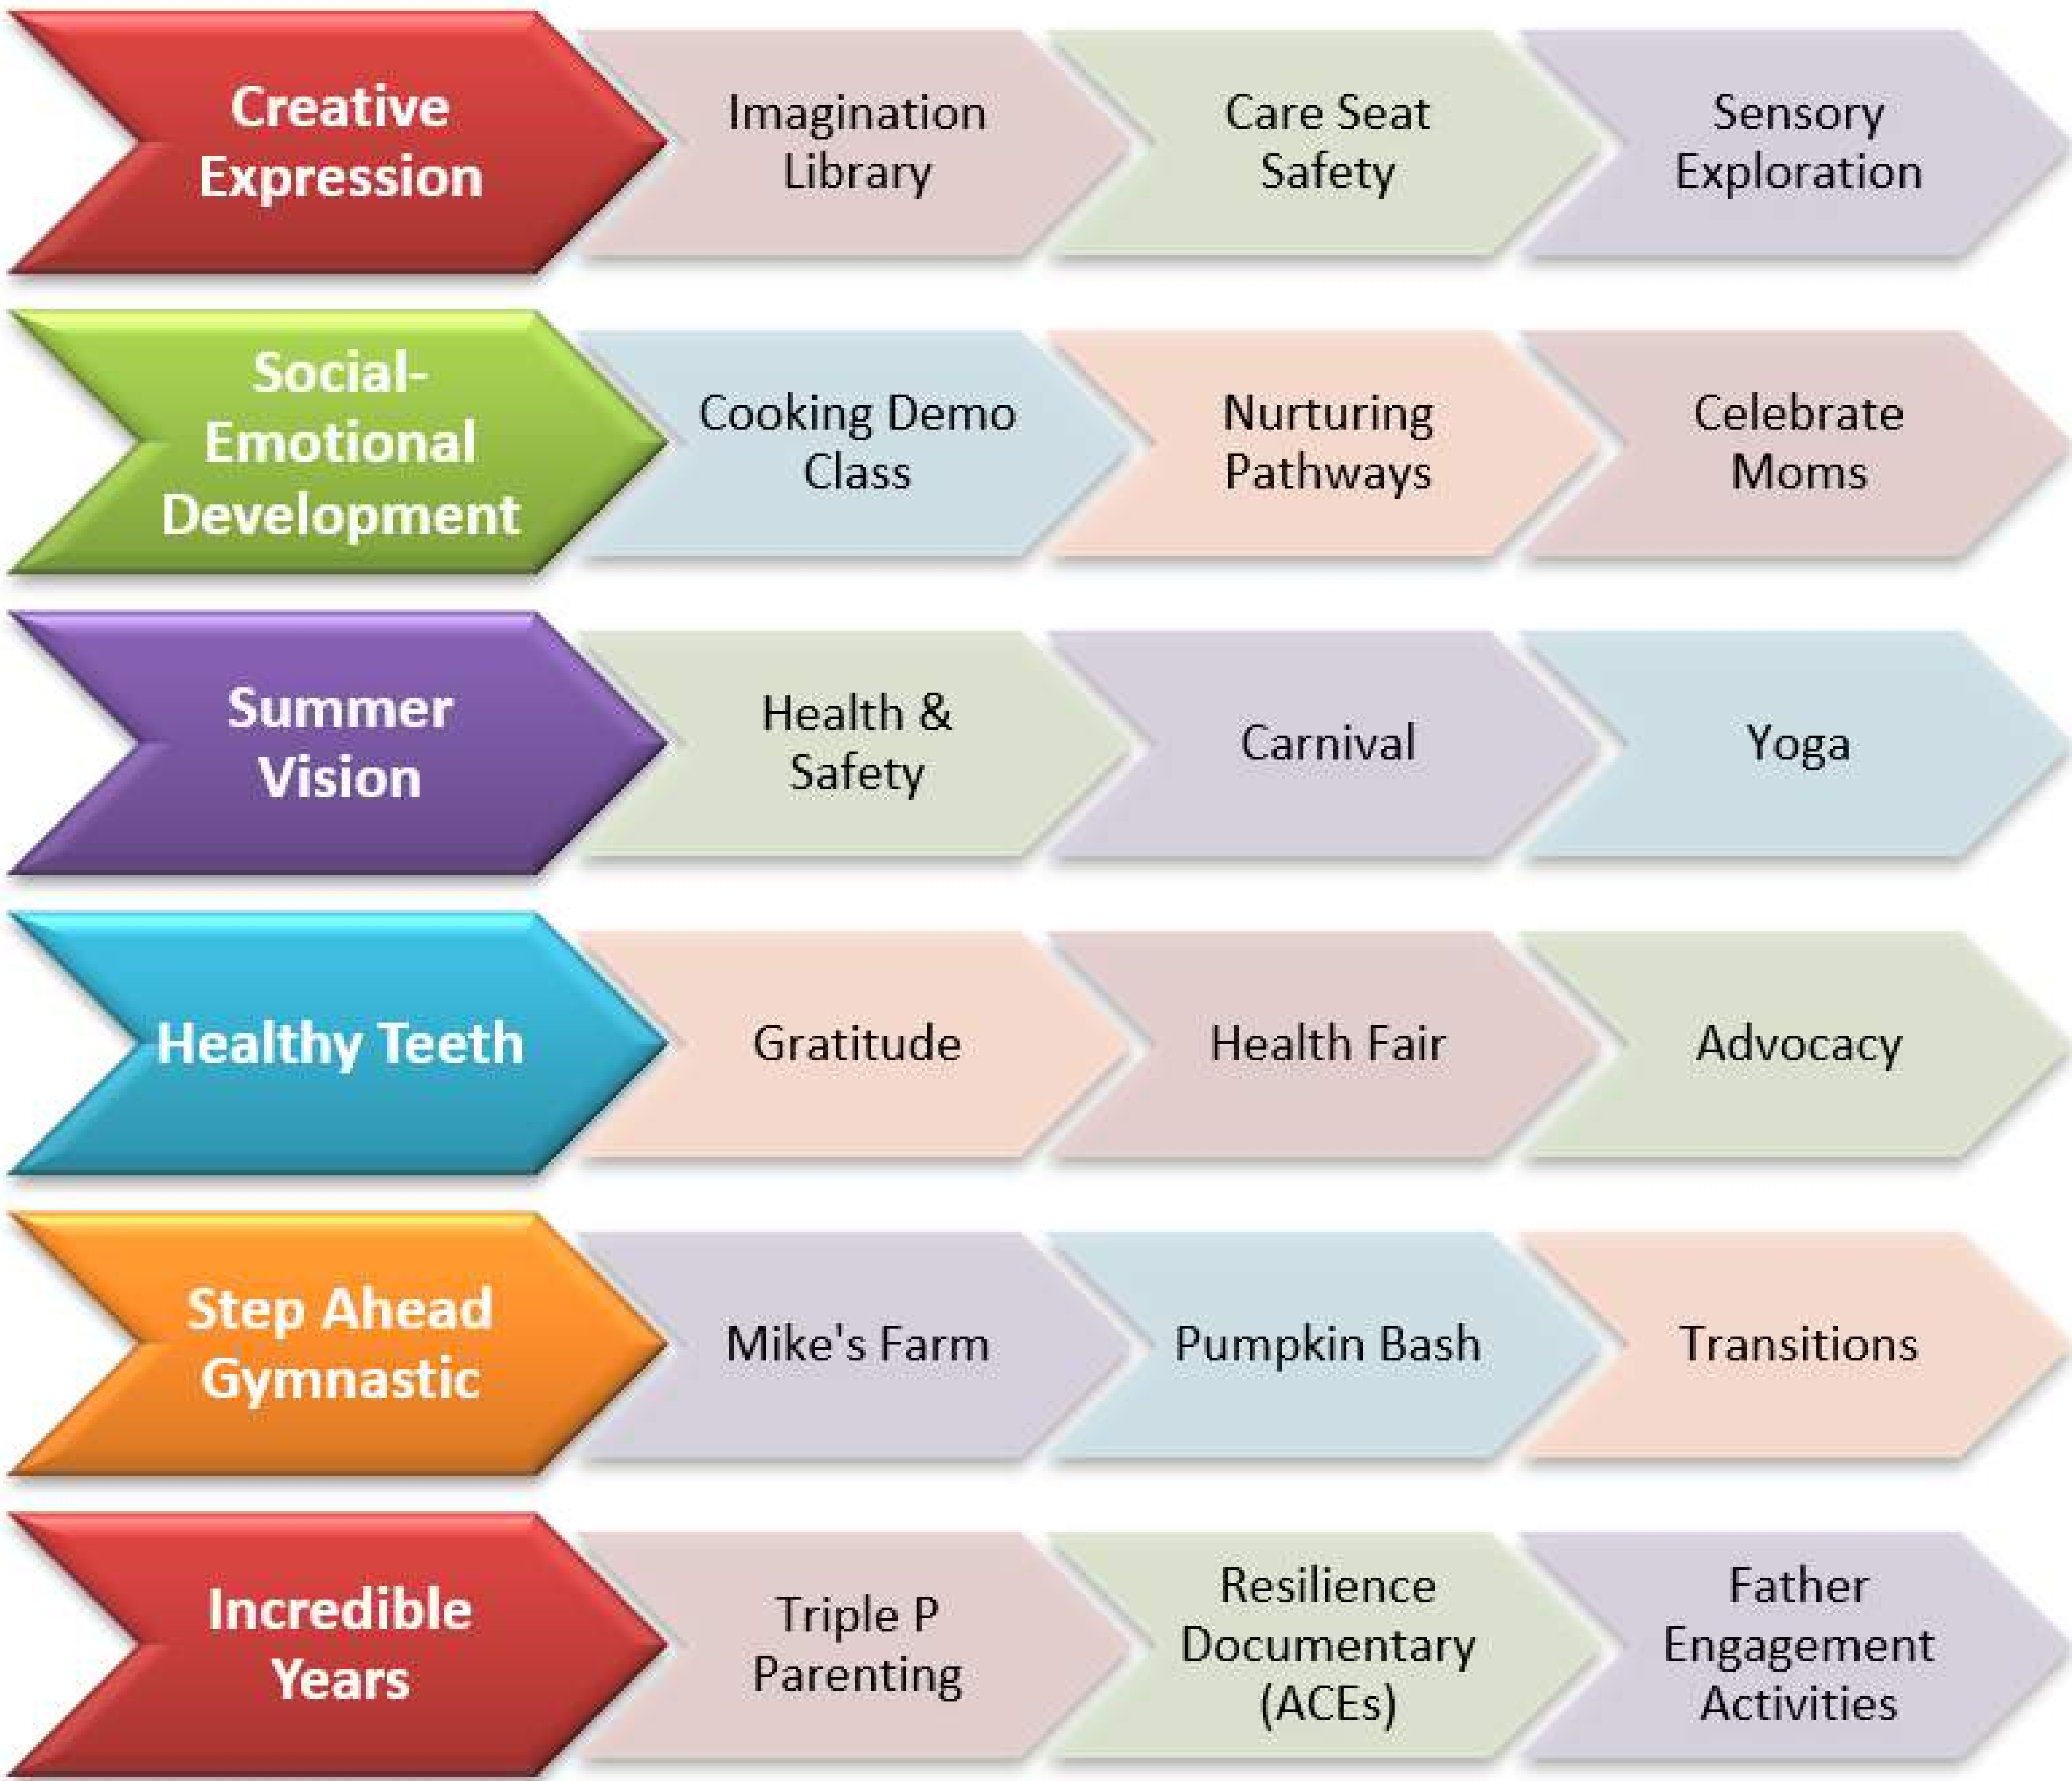 Creative
Expression
Imagination
Library
Care Seat
Safety
Sensory
Exploration
Social-
Emotional
Development
Cooking Demo
Class
Nurturing
Pathways
Celebrate
Moms
Summer
Vision
Health &
Safety
Carnival
Yoga
Healthy Teeth
Gratitude
Health Fair
Advocacy
Step Ahead
Gymnastic
Mike's Farm
Pumpkin Bash
Transitions
Incredible
Years
Triple P
Parenting
Resilience
Documentary
(ACEs)
Father
Engagement
Activities